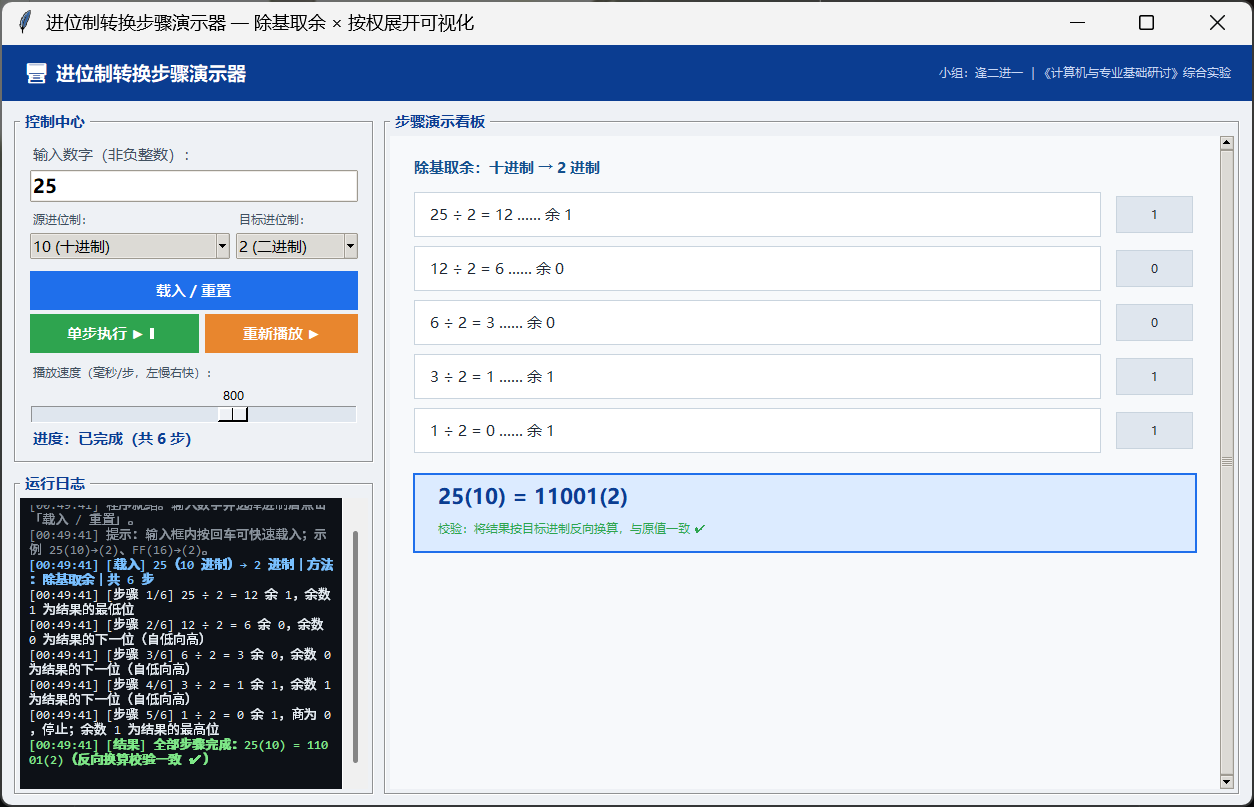 进位制转换步骤演示器 — 除基取余 × 按权展开可视化
进位制转换步骤演示器
小组：逢二进一 ｜《计算机与专业基础研讨》综合实验
控制中心
输入数字（非负整数）：
25
源进位制：
目标进位制：
10 (十进制)
2 (二进制)
载入 / 重置
单步执行 ▶‖
重新播放 ▶
播放速度（毫秒/步，左慢右快）：
800
进度：已完成（共 6 步）
运行日志
[00:49:41] 程序就绪。输入数字并选择进制后点击
「载入 / 重置」。
[00:49:41] 提示：输入框内按回车可快速载入；示
例 25(10)→(2)、FF(16)→(2)。
[00:49:41] [载入] 25（10 进制）→ 2 进制｜方法
：除基取余｜共 6 步
[00:49:41] [步骤 1/6] 25 ÷ 2 = 12 余 1，余数
1 为结果的最低位
[00:49:41] [步骤 2/6] 12 ÷ 2 = 6 余 0，余数
0 为结果的下一位（自低向高）
[00:49:41] [步骤 3/6] 6 ÷ 2 = 3 余 0，余数 0
为结果的下一位（自低向高）
[00:49:41] [步骤 4/6] 3 ÷ 2 = 1 余 1，余数 1
为结果的下一位（自低向高）
[00:49:41] [步骤 5/6] 1 ÷ 2 = 0 余 1，商为 0
，停止；余数 1 为结果的最高位
[00:49:41] [结果] 全部步骤完成：25(10) = 110
01(2)（反向换算校验一致 ✔）
步骤演示看板
除基取余：十进制 → 2 进制
25 ÷ 2 = 12 …… 余 1
1
12 ÷ 2 = 6 …… 余 0
0
6 ÷ 2 = 3 …… 余 0
0
3 ÷ 2 = 1 …… 余 1
1
1 ÷ 2 = 0 …… 余 1
1
25(10) = 11001(2)
校验：将结果按目标进制反向换算，与原值一致 ✔